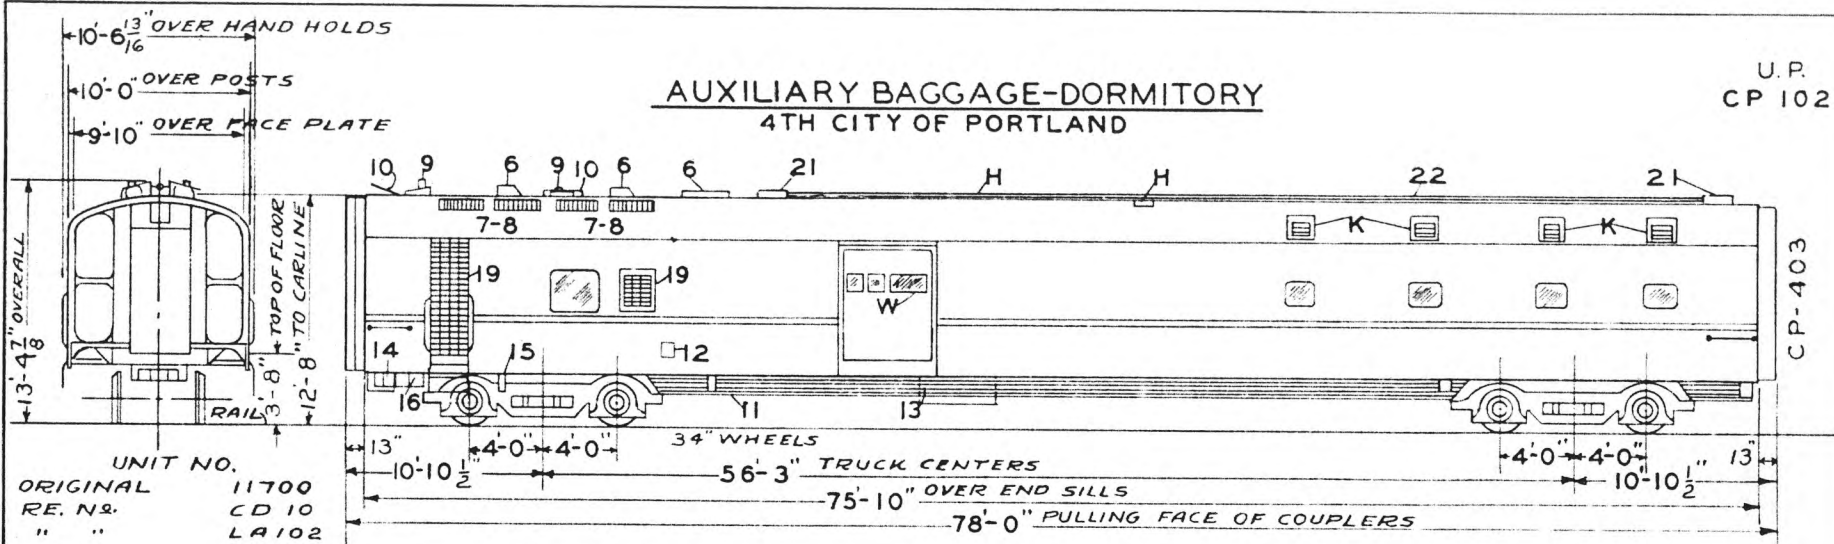 10'-6 13/16" OVER HAND HOLDS
10'-0" OVER POSTS
9'-10" OVER FACE PLATE
AUXILIARY BAGGAGE-DORMITORY
4TH CITY OF PORTLAND
U.P.
CP 102
10 9 6 9 10 6 6 21 H H 22 21
7-8 7-8 K K
19 19 W
14 16 15 12 11 13
CP-403
13'-4 7/8" OVERALL
3'-8" TOP OF FLOOR
12'-8" TO CARLINE
RAIL
13" 4'-0" 4'-0" 34" WHEELS 4'-0" 4'-0" 13"
10'-10 1/2" 56'-3" TRUCK CENTERS 10'-10 1/2"
75'-10" OVER END SILLS
78'-0" PULLING FACE OF COUPLERS
UNIT NO.
ORIGINAL 11700
RE. No. CD 10
" " LA 102